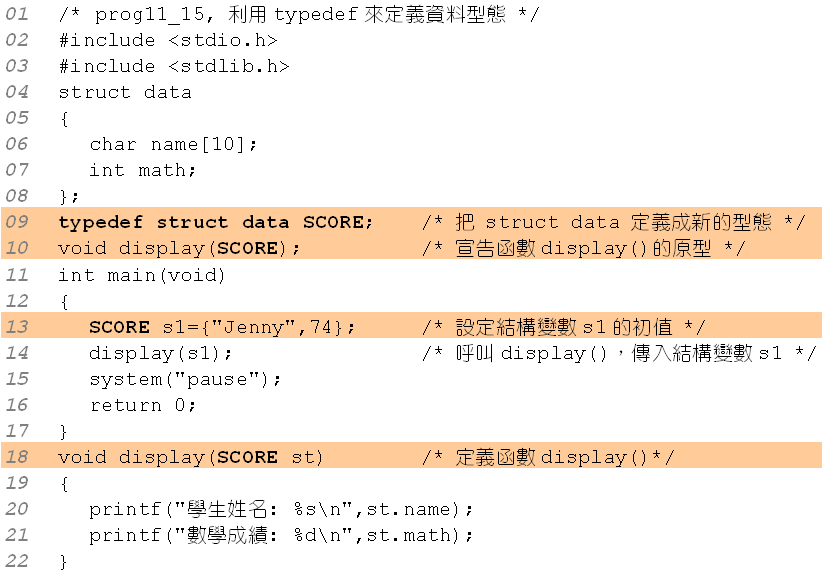 01 /* prog11_15, 利用 typedef 來定義資料型態 */
02 #include <stdio.h>
03 #include <stdlib.h>
04 struct data
05 {
06 char name[10];
07 int math;
08 };
09 typedef struct data SCORE; /* 把 struct data 定義成新的型態 */
10 void display(SCORE); /* 宣告函數 display()的原型 */
11 int main(void)
12 {
13 SCORE s1={"Jenny",74}; /* 設定結構變數 s1 的初值 */
14 display(s1); /* 呼叫 display()，傳入結構變數 s1 */
15 system("pause");
16 return 0;
17 }
18 void display(SCORE st) /* 定義函數 display()*/
19 {
20 printf("學生姓名: %s\n",st.name);
21 printf("數學成績: %d\n",st.math);
22 }